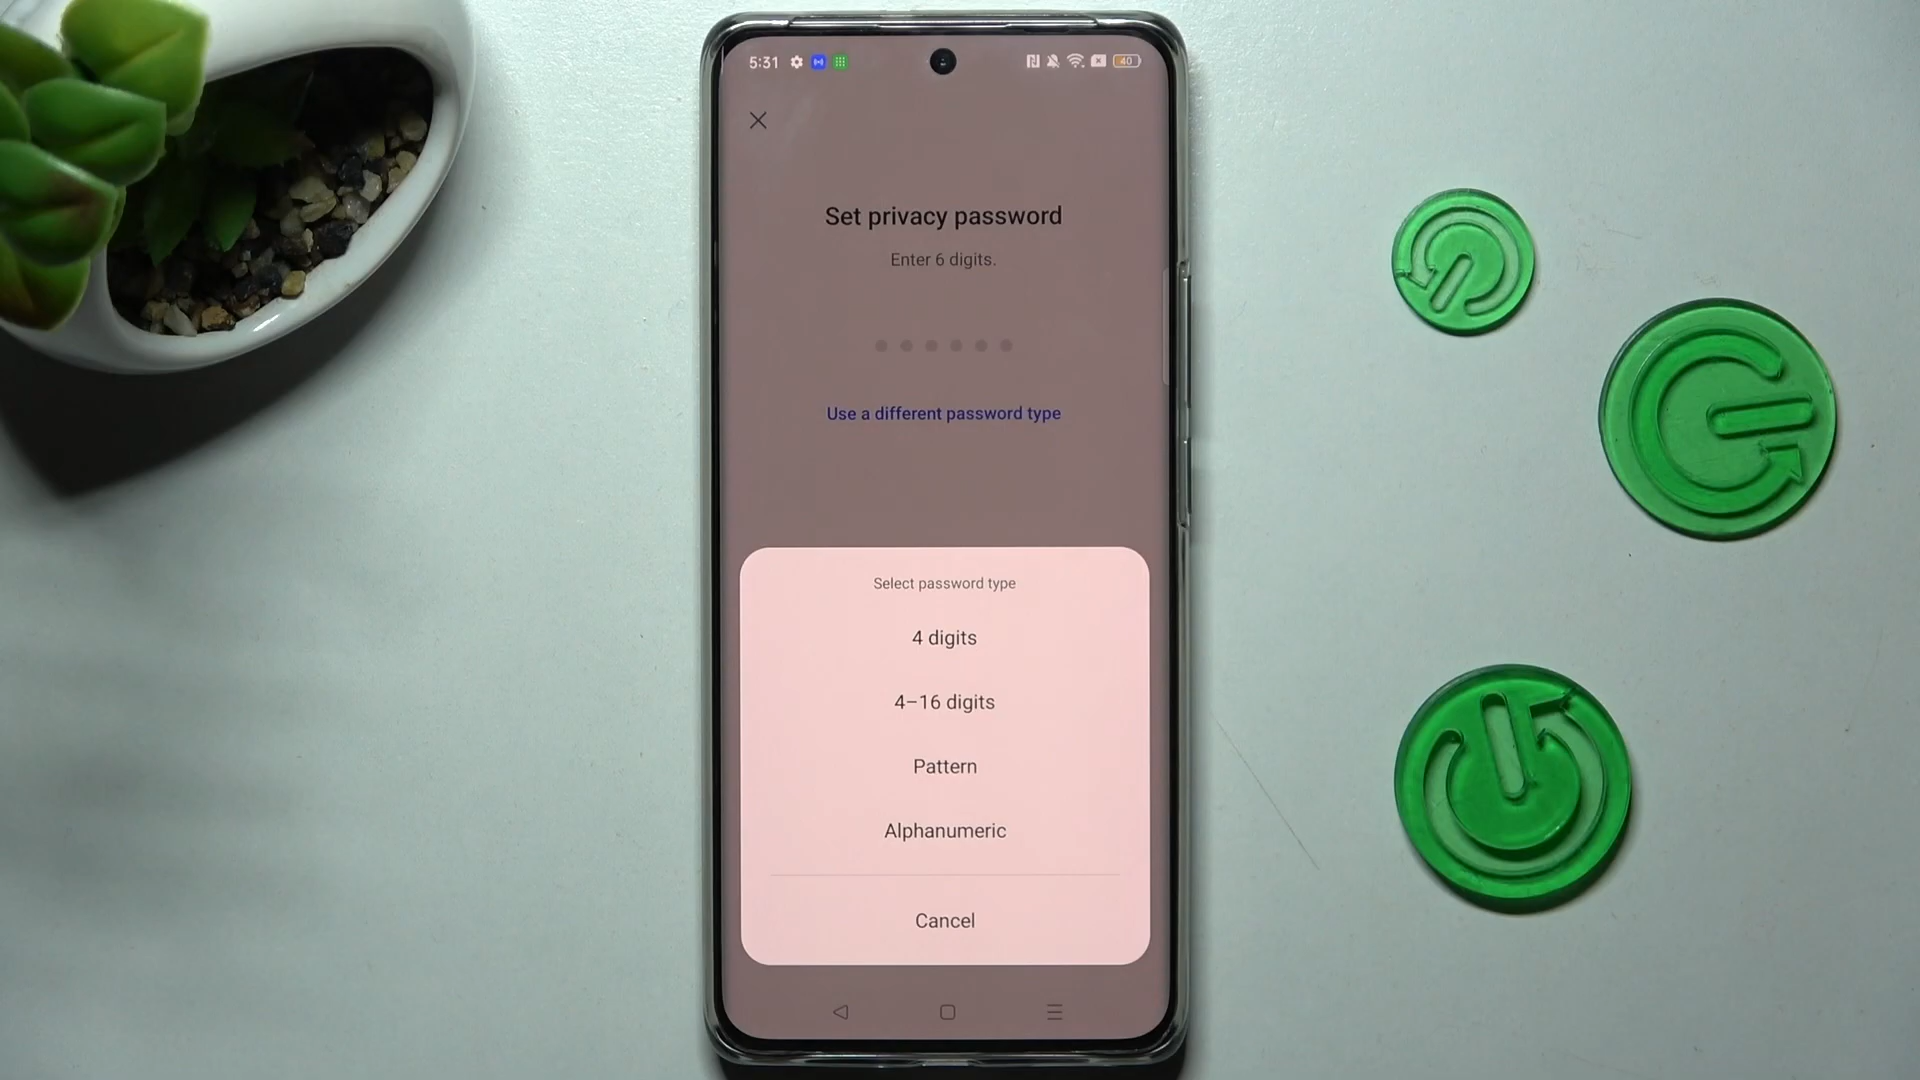 5:31
40
Set privacy password
Enter 6 digits.
Use a different password type
Select password type
4 digits
4–16 digits
Pattern
Alphanumeric
Cancel